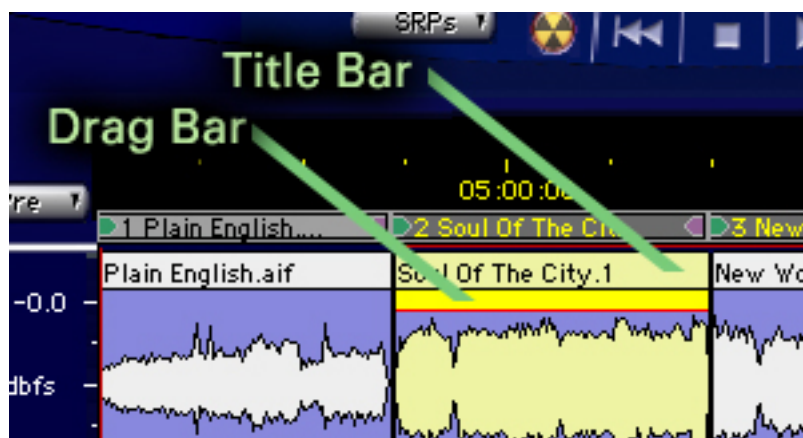 SRPs
Title Bar
Drag Bar
05:00:0
re
1 Plain English....
2 Soul Of The Ci
3 New
Plain English.aif
Soul Of The City.1
New Wo
-0.0
dbfs